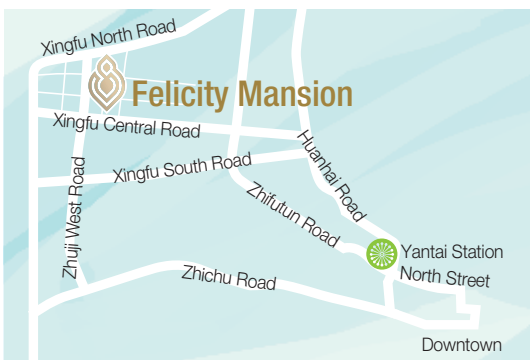 Xingfu North Road
Felicity Mansion
Xingfu Central Road
Xingfu South Road
Huanhai Road
Zhuji West Road
Zhifutun Road
Yantai Station
North Street
Zhichu Road
Downtown